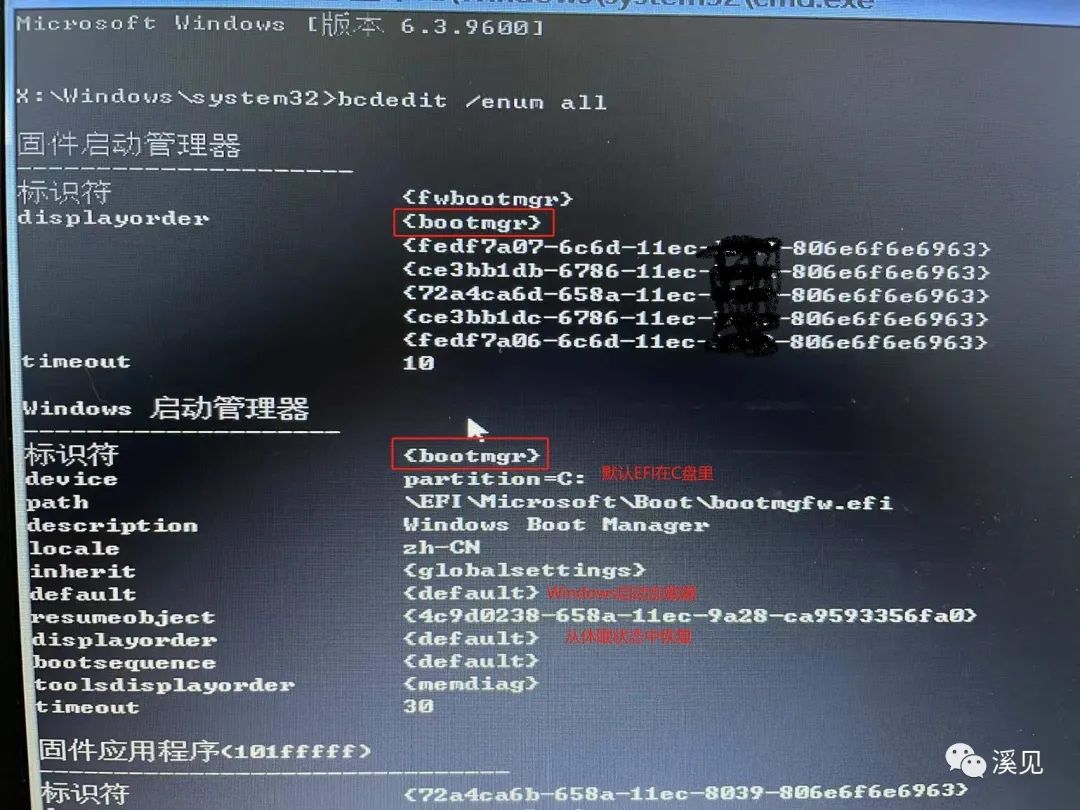 \Windows\system32\cmd.exe
Microsoft Windows [版本 6.3.9600]
X:\Windows\system32>bcdedit /enum all
固件启动管理器
---------------------
标识符 {fwbootmgr}
displayorder {bootmgr}
{fedf7a07-6c6d-11ec- -806e6f6e6963}
{ce3bb1db-6786-11ec- -806e6f6e6963}
{72a4ca6d-658a-11ec- -806e6f6e6963}
{ce3bb1dc-6786-11ec- -806e6f6e6963}
{fedf7a06-6c6d-11ec- -806e6f6e6963}
timeout 10
Windows 启动管理器
--------------------
标识符 {bootmgr}
device partition=C: 默认EFI在C盘里
path \EFI\Microsoft\Boot\bootmgfw.efi
description Windows Boot Manager
locale zh-CN
inherit {globalsettings}
default {default} Windows启动加载器
resumeobject {4c9d0238-658a-11ec-9a28-ca9593356fa0}
displayorder {default} 从休眠状态中恢复
bootsequence {default}
toolsdisplayorder {memdiag}
timeout 30
固件应用程序<101fffff>
-------------------------------
标识符 {72a4ca6b-658a-11ec-8039-806e6f6e6963}
溪见